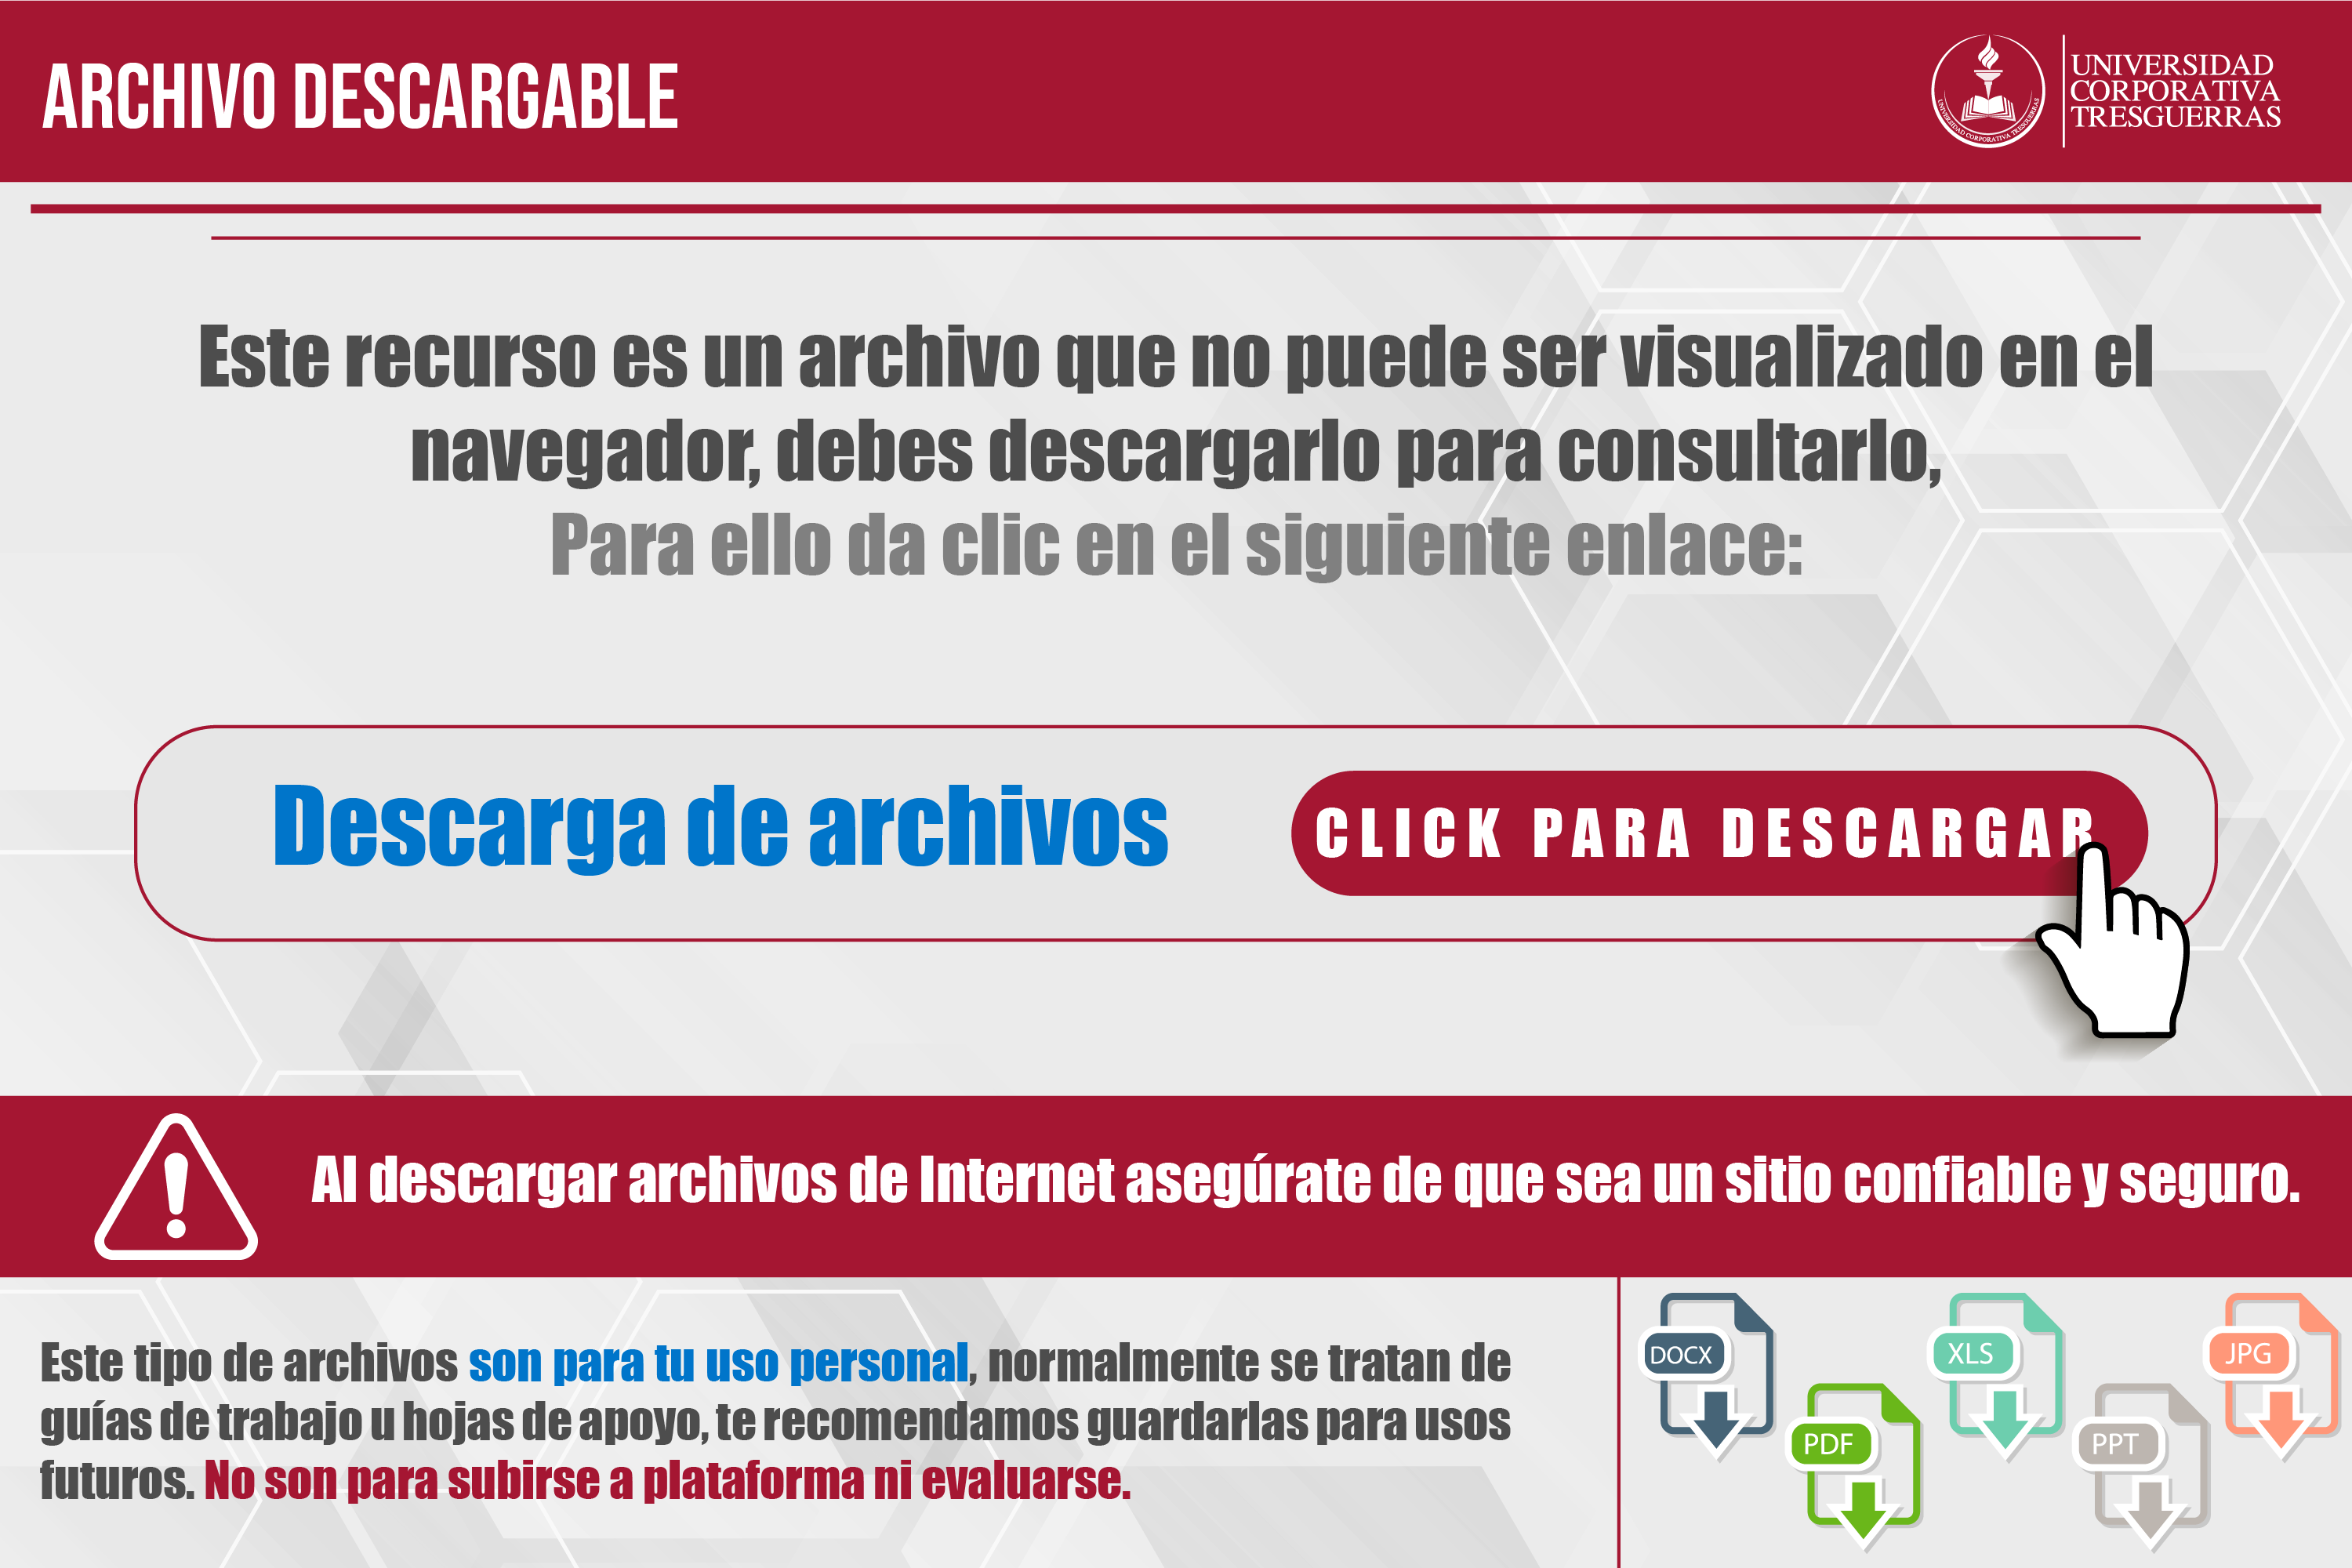 ARCHIVO DESCARGABLE
UNIVERSIDAD
CORPORATIVA
TRESGUERRAS
UNIVERSIDAD CORPORATIVA TRESGUERRAS
Este recurso es un archivo que no puede ser visualizado en el
navegador, debes descargarlo para consultarlo,
Para ello da clic en el siguiente enlace:
Descarga de archivos
CLICK PARA DESCARGAR
Al descargar archivos de Internet asegúrate de que sea un sitio confiable y seguro.
Este tipo de archivos son para tu uso personal, normalmente se tratan de
guías de trabajo u hojas de apoyo, te recomendamos guardarlas para usos
futuros. No son para subirse a plataforma ni evaluarse.
DOCX
XLS
JPG
PDF
PPT